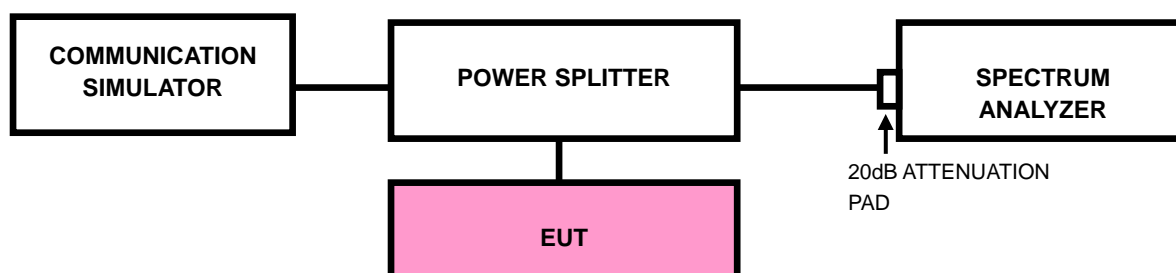 COMMUNICATION
SIMULATOR
POWER SPLITTER
SPECTRUM
ANALYZER
20dB ATTENUATION
PAD
EUT